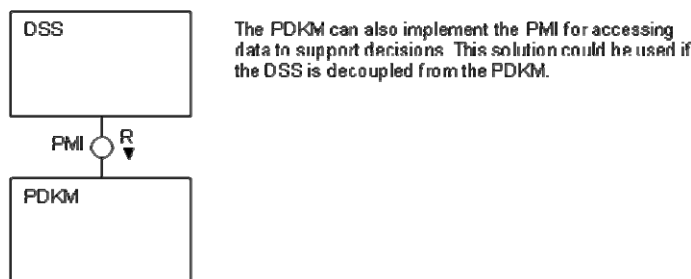 DSS
The PDKM can also implement the PMI for accessing
data to support decisions. This solution could be used if
the DSS is decoupled from the PDKM.
PMI
R
PDKM